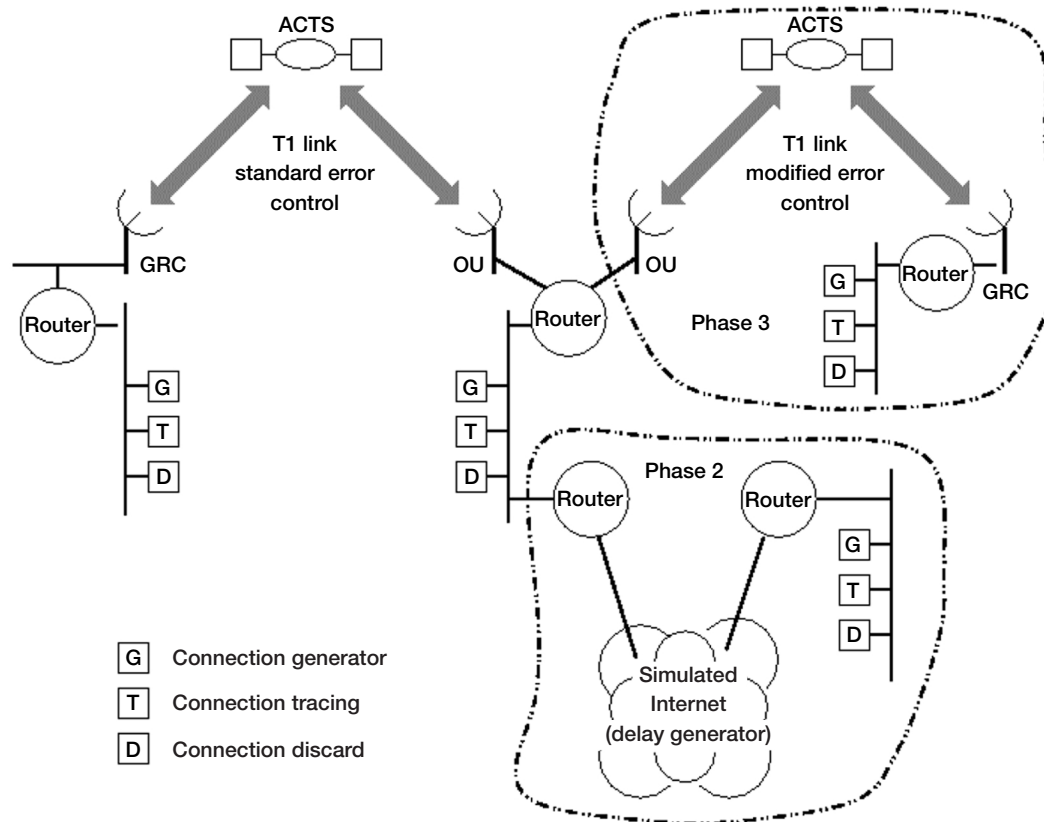 ACTS
T1 link
standard error
control
GRC
Router
G
T
D
OU
Router
G
T
D
ACTS
T1 link
modified error
control
OU
Router
GRC
G
T
D
Phase 3
Phase 2
Router
Router
G
T
D
Simulated
Internet
(delay generator)
G Connection generator
T Connection tracing
D Connection discard